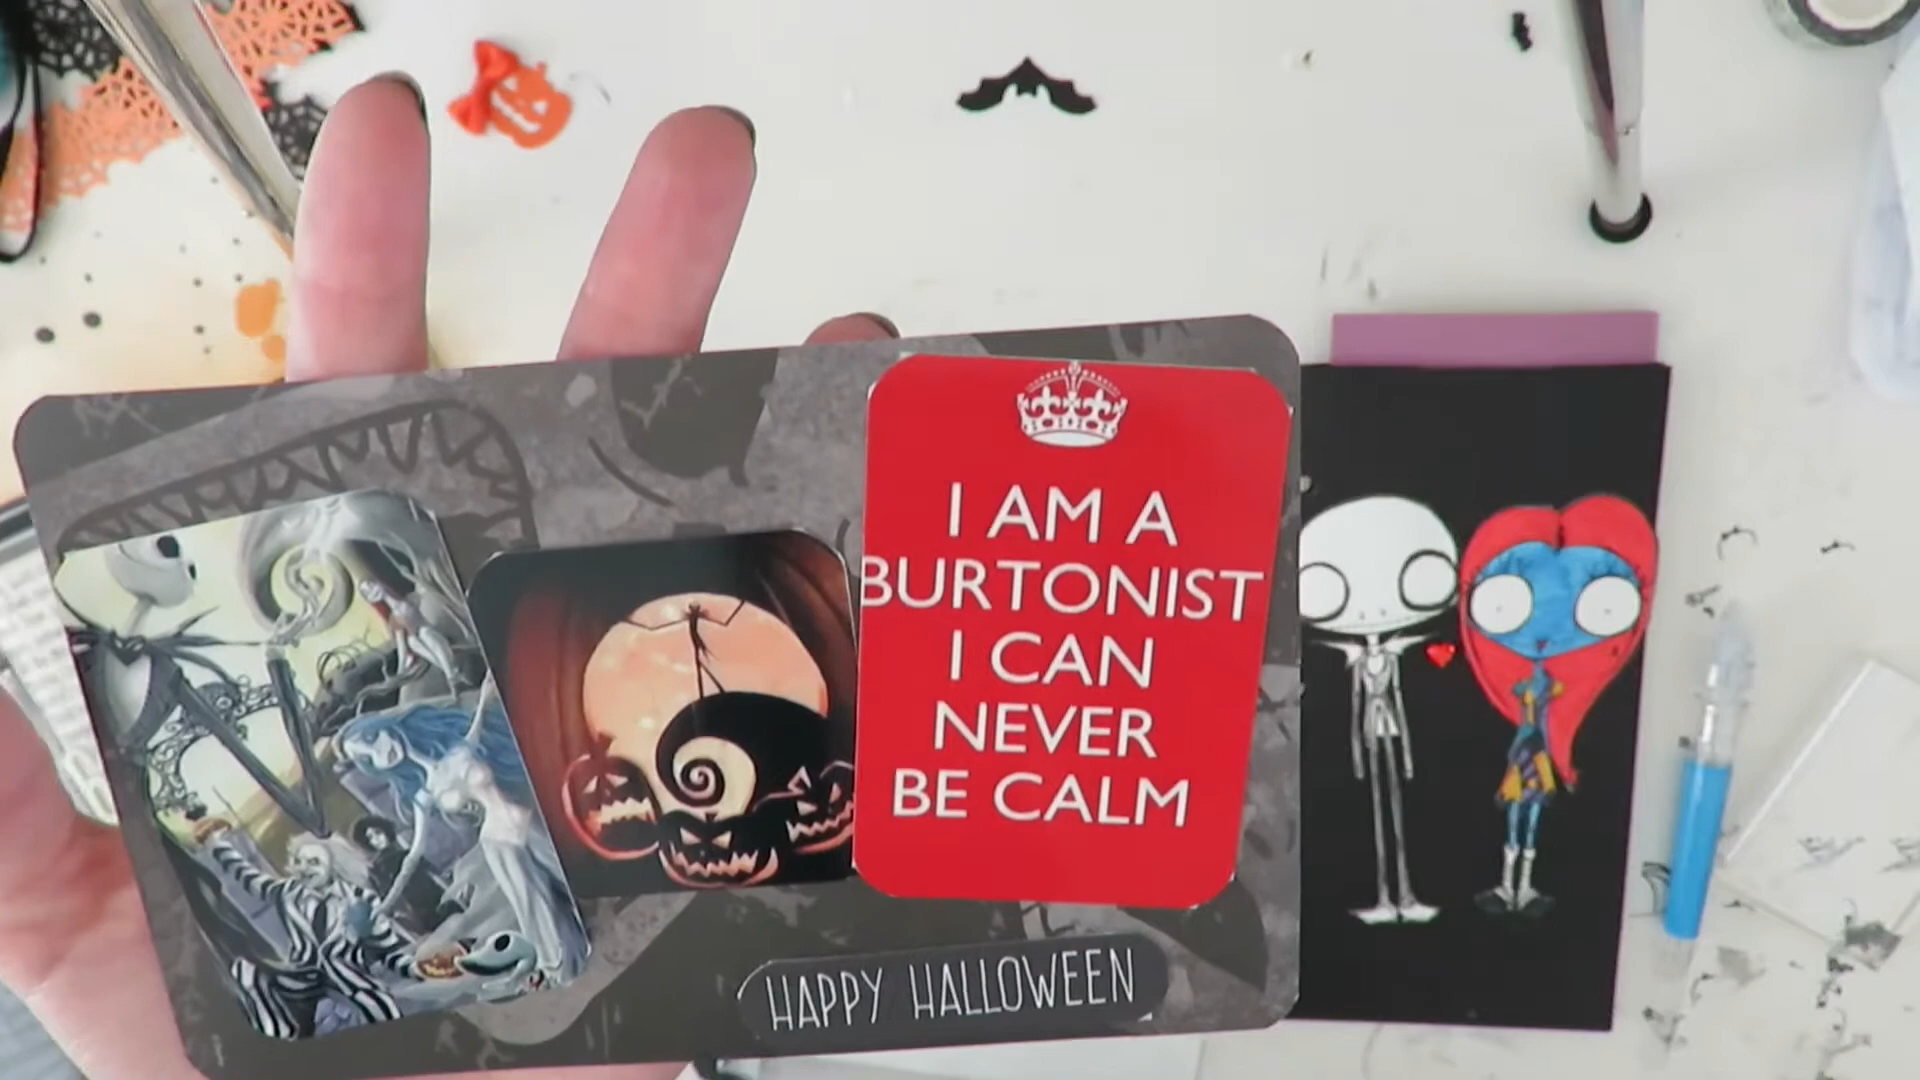 I AM A
BURTONIST
I CAN
NEVER
BE CALM
HAPPY HALLOWEEN